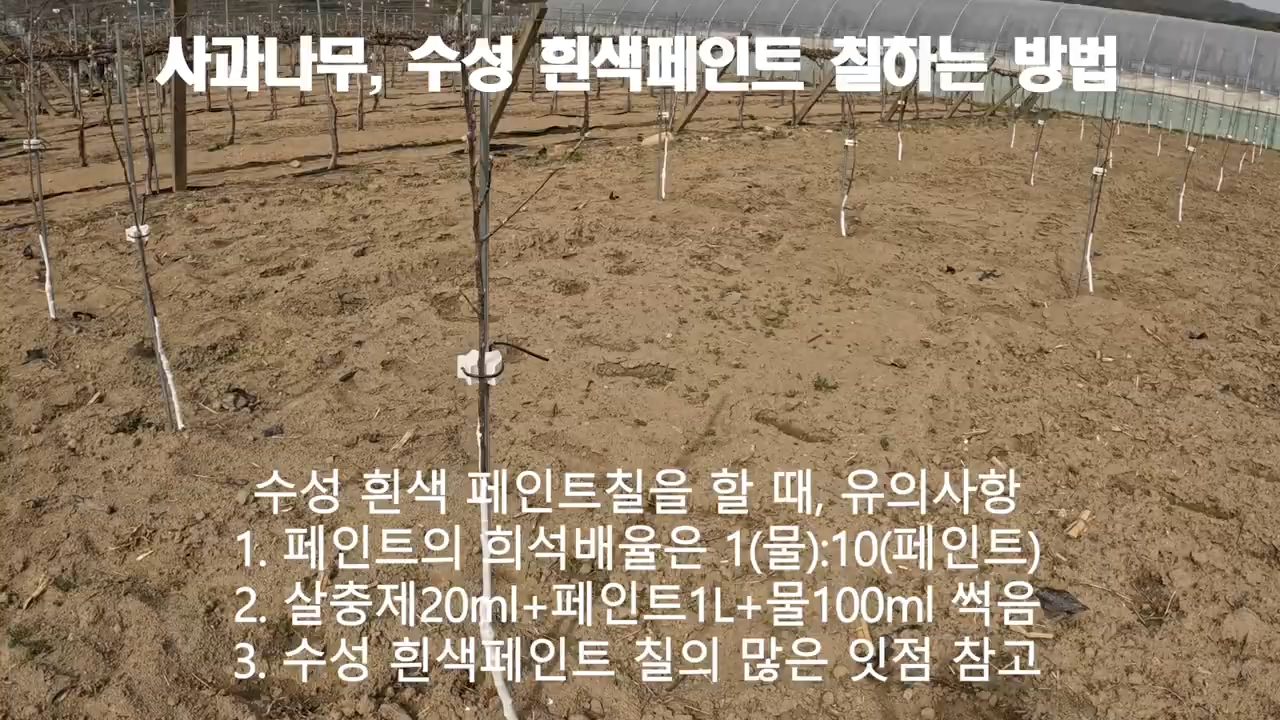 사과나무, 수성 흰색페인트 칠하는 방법
수성 흰색 페인트칠을 할 때, 유의사항
1. 페인트의 희석배율은 1(물):10(페인트)
2. 살충제20ml+페인트1L+물100ml 썩음
3. 수성 흰색페인트 칠의 많은 잇점 참고